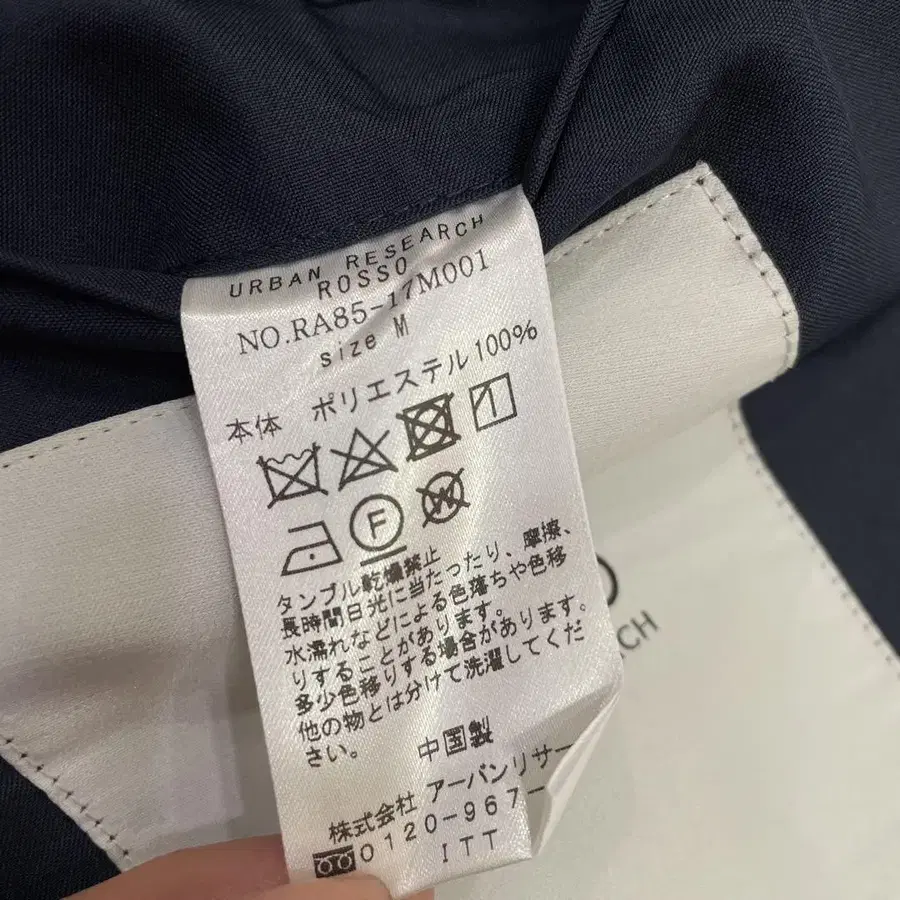 URBAN RESEARCH
ROSSO
NO.RA85-17M001
size M
本体 ポリエステル100%
F
W
タンブル乾燥禁止
長時間日光に当たったり、摩擦、
水濡れなどによる色落ちや色移
りすることがあります。
多少色移りする場合があります。
他の物とは分けて洗濯してくだ
さい。
中国製
株式会社 アーバンリサー
0120-967-
ITT
O
CH